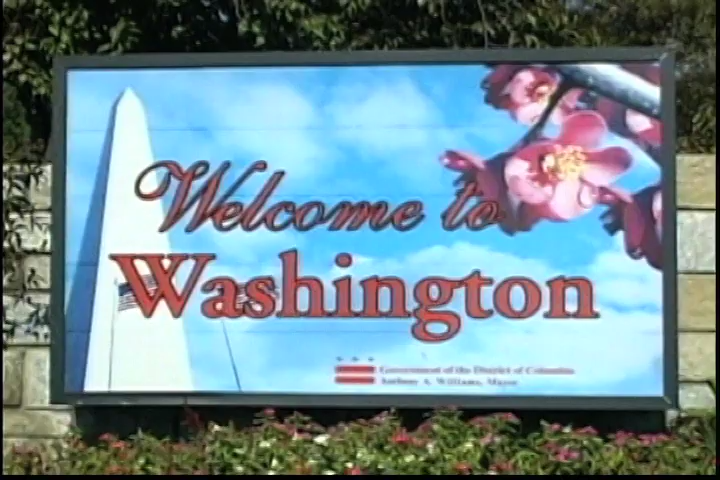 Welcome to
Washington
Government of the District of Columbia
Anthony A. Williams, Mayor